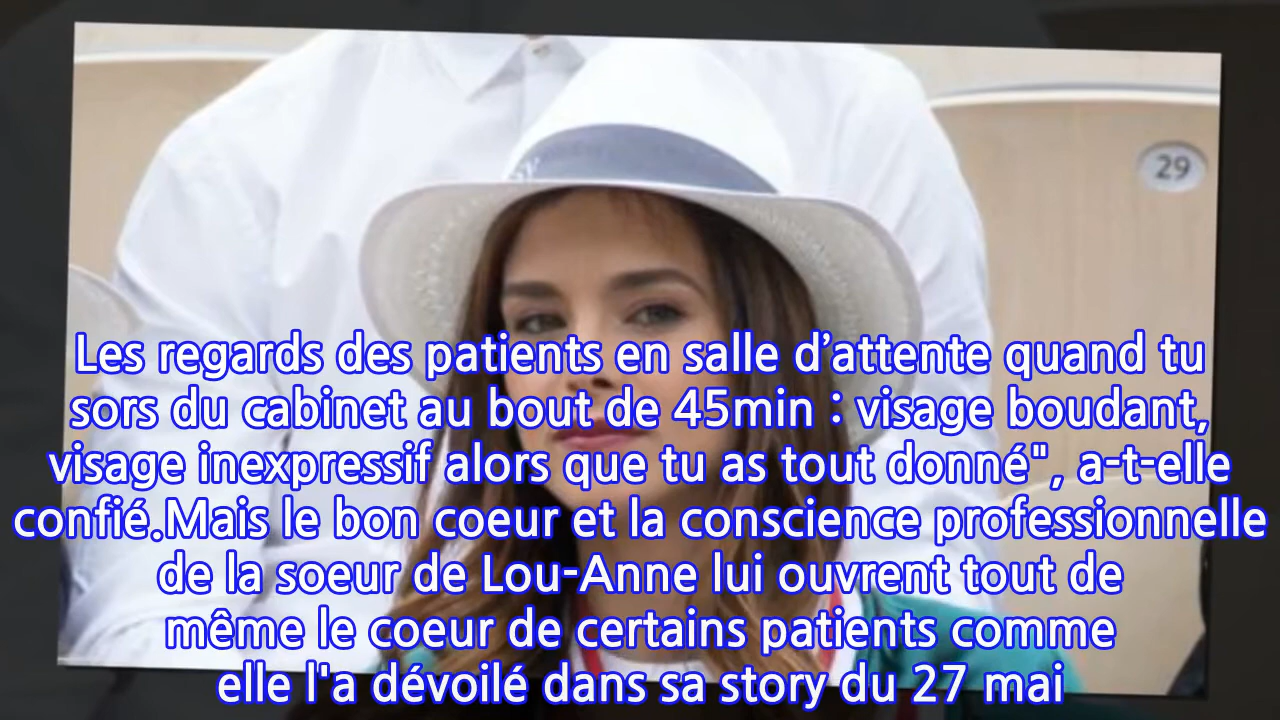 29
Les regards des patients en salle d’attente quand tu
sors du cabinet au bout de 45min : visage boudant,
visage inexpressif alors que tu as tout donné", a-t-elle
confié.Mais le bon coeur et la conscience professionnelle
de la soeur de Lou-Anne lui ouvrent tout de
même le coeur de certains patients comme
elle l'a dévoilé dans sa story du 27 mai